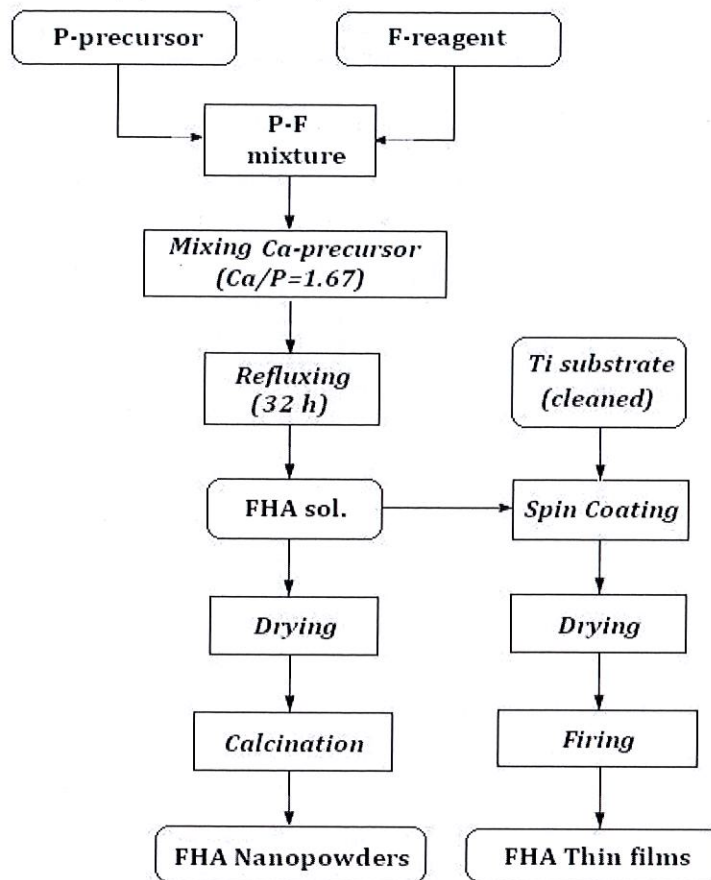 P-precursor
F-reagent
P-F
mixture
Mixing Ca-precursor
(Ca/P=1.67)
Refluxing
(32 h)
Ti substrate
(cleaned)
FHA sol.
Spin Coating
Drying
Drying
Calcination
Firing
FHA Nanopowders
FHA Thin films